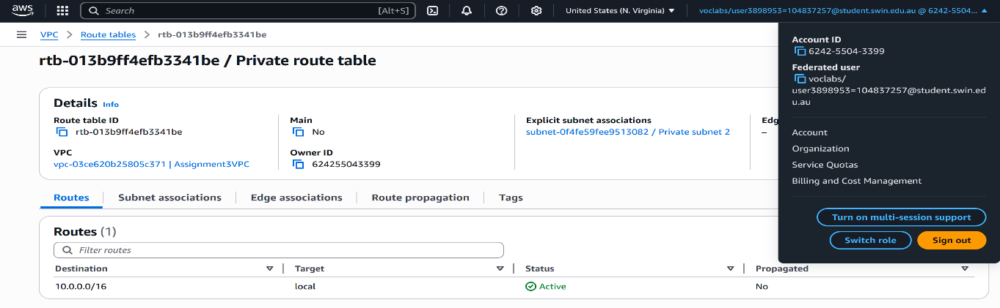 aws
Search
[Alt+S]
United States (N. Virginia)
voclabs/user3898953=104837257@student.swin.edu.au @ 6242-5504...
VPC
Route tables
rtb-013b9ff4efb3341be
rtb-013b9ff4efb3341be / Private route table
Details Info
Route table ID
rtb-013b9ff4efb3341be
VPC
vpc-03ce620b25805c371 | Assignment3VPC
Main
No
Owner ID
624255043399
Explicit subnet associations
subnet-0f4fe59fee9513082 / Private subnet 2
Edg
–
Account ID
6242-5504-3399
Federated user
voclabs/
user3898953=104837257@student.swin.ed
u.au
Account
Organization
Service Quotas
Billing and Cost Management
Turn on multi-session support
Switch role
Sign out
Routes
Subnet associations
Edge associations
Route propagation
Tags
Routes (1)
Filter routes
Destination
Target
Status
Propagated
10.0.0.0/16
local
Active
No